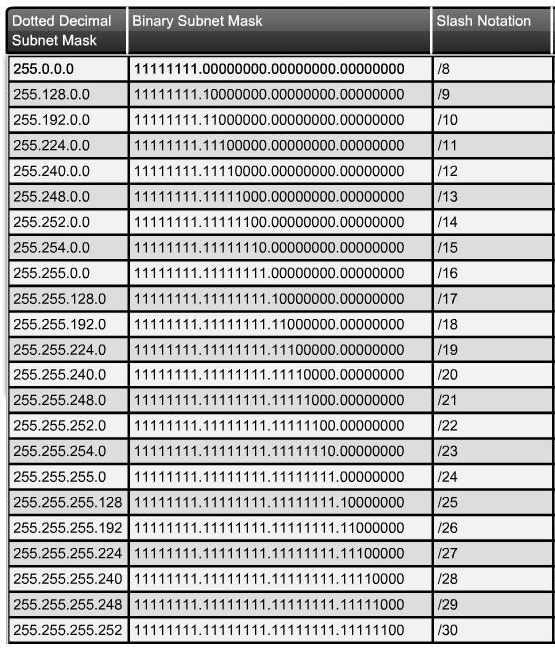 Dotted Decimal Subnet Mask Binary Subnet Mask Slash Notation
255.0.0.0 11111111.00000000.00000000.00000000 /8
255.128.0.0 11111111.10000000.00000000.00000000 /9
255.192.0.0 11111111.11000000.00000000.00000000 /10
255.224.0.0 11111111.11100000.00000000.00000000 /11
255.240.0.0 11111111.11110000.00000000.00000000 /12
255.248.0.0 11111111.11111000.00000000.00000000 /13
255.252.0.0 11111111.11111100.00000000.00000000 /14
255.254.0.0 11111111.11111110.00000000.00000000 /15
255.255.0.0 11111111.11111111.00000000.00000000 /16
255.255.128.0 11111111.11111111.10000000.00000000 /17
255.255.192.0 11111111.11111111.11000000.00000000 /18
255.255.224.0 11111111.11111111.11100000.00000000 /19
255.255.240.0 11111111.11111111.11110000.00000000 /20
255.255.248.0 11111111.11111111.11111000.00000000 /21
255.255.252.0 11111111.11111111.11111100.00000000 /22
255.255.254.0 11111111.11111111.11111110.00000000 /23
255.255.255.0 11111111.11111111.11111111.00000000 /24
255.255.255.128 11111111.11111111.11111111.10000000 /25
255.255.255.192 11111111.11111111.11111111.11000000 /26
255.255.255.224 11111111.11111111.11111111.11100000 /27
255.255.255.240 11111111.11111111.11111111.11110000 /28
255.255.255.248 11111111.11111111.11111111.11111000 /29
255.255.255.252 11111111.11111111.11111111.11111100 /30